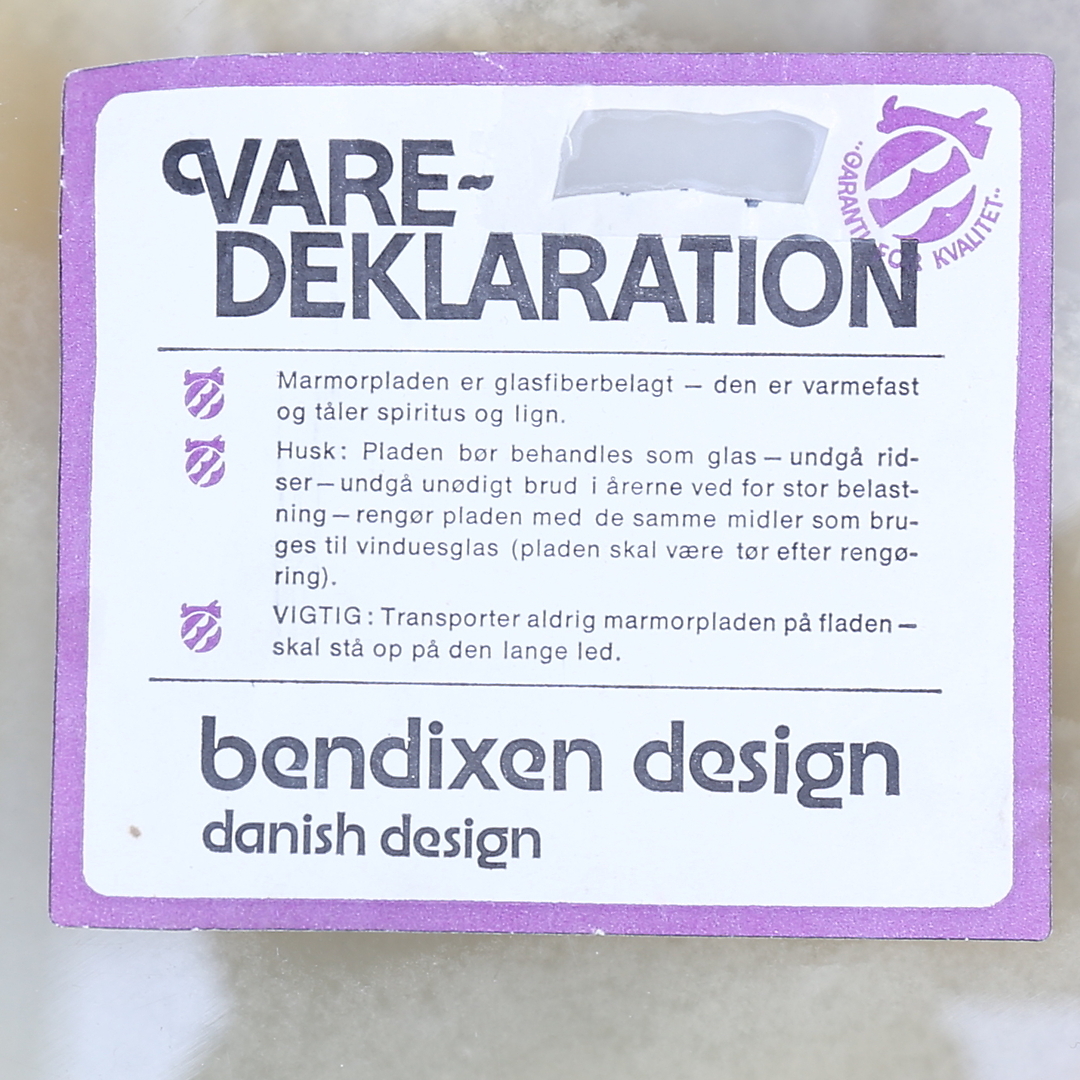 VARE-
DEKLARATION
"GARANTI FOR KVALITET"
Marmorpladen er glasfiberbelagt – den er varmefast
og tåler spiritus og lign.
Husk: Pladen bør behandles som glas – undgå rid-
ser – undgå unødigt brud i årerne ved for stor belast-
ning – rengør pladen med de samme midler som bru-
ges til vinduesglas (pladen skal være tør efter rengø-
ring).
VIGTIG: Transporter aldrig marmorpladen på fladen –
skal stå op på den lange led.
bendixen design
danish design